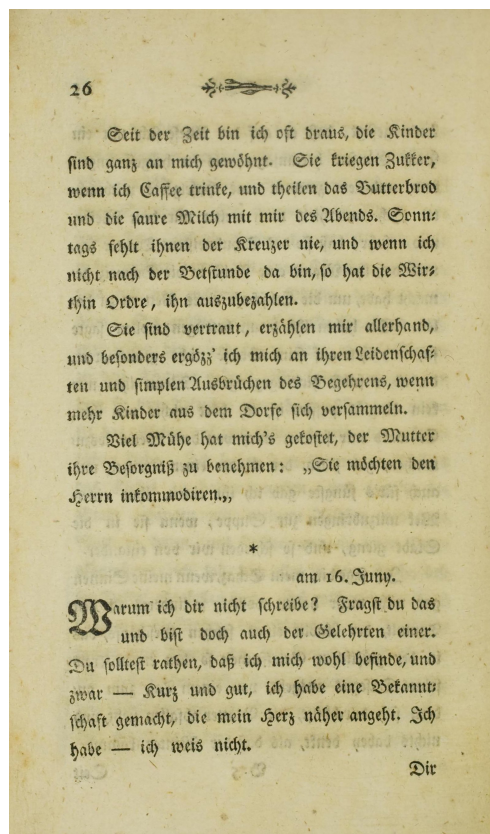 26
Seit der Zeit bin ich oft draus, die Kinder
sind ganz an mich gewöhnt. Sie kriegen Zukker,
wenn ich Caffee trinke, und theilen das Butterbrod
und die saure Milch mit mir des Abends. Sonn-
tags fehlt ihnen der Kreuzer nie, und wenn ich
nicht nach der Betstunde da bin, so hat die Wir-
thin Ordre, ihn auszubezahlen.
Sie sind vertraut, erzählen mir allerhand,
und besonders ergözz' ich mich an ihren Leidenschaf-
ten und simplen Ausbrüchen des Begehrens, wenn
mehr Kinder aus dem Dorfe sich versammeln.
Viel Mühe hat mich's gekostet, der Mutter
ihre Besorgniß zu benehmen: „Sie möchten den
Herrn inkommodiren.„
*
am 16. Juny.
Warum ich dir nicht schreibe? Fragst du das
und bist doch auch der Gelehrten einer.
Du solltest rathen, daß ich mich wohl befinde, und
zwar — Kurz und gut, ich habe eine Bekannt-
schaft gemacht, die mein Herz näher angeht. Ich
habe — ich weis nicht.
Dir